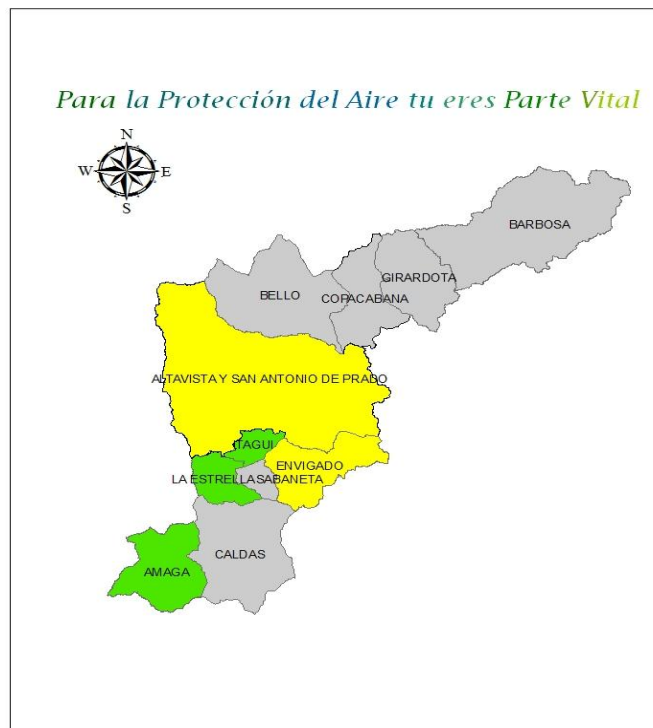 Para la Protección del Aire tu eres Parte Vital
N
W E
S
BARBOSA
GIRARDOTA
BELLO
COPACABANA
ALTAVISTA Y SAN ANTONIO DE PRADO
ITAGUI
ENVIGADO
LA ESTRELLA
SABANETA
CALDAS
AMAGA